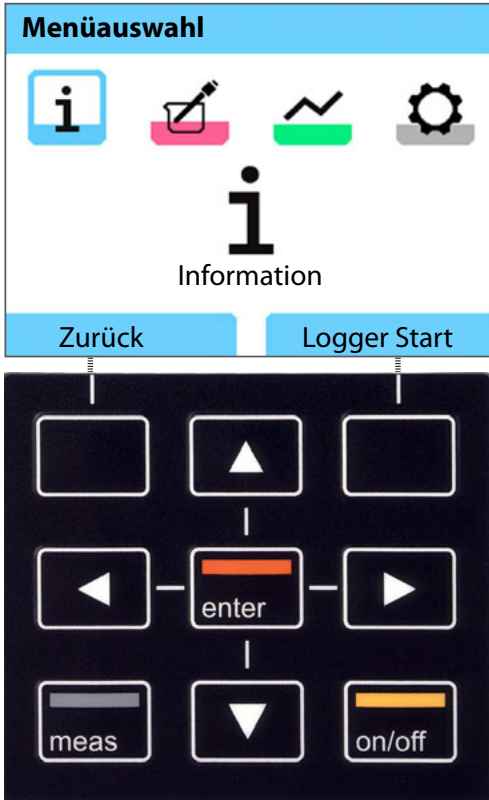 Menüauswahl
i
i
Information
Zurück Logger Start
enter
meas on/off